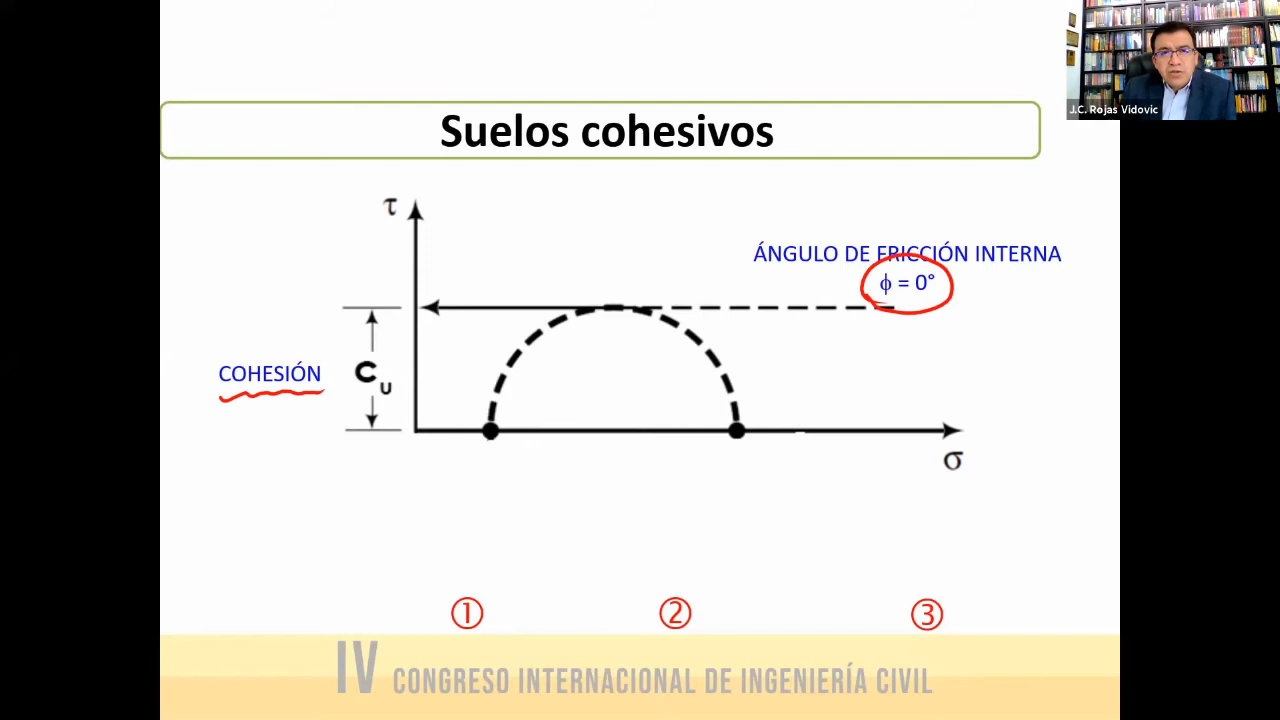 J.C. Rojas Vidovic
Suelos cohesivos
τ
ÁNGULO DE FRICCIÓN INTERNA
ϕ = 0°
COHESIÓN
Cu
σ
① ② ③
IV CONGRESO INTERNACIONAL DE INGENIERÍA CIVIL